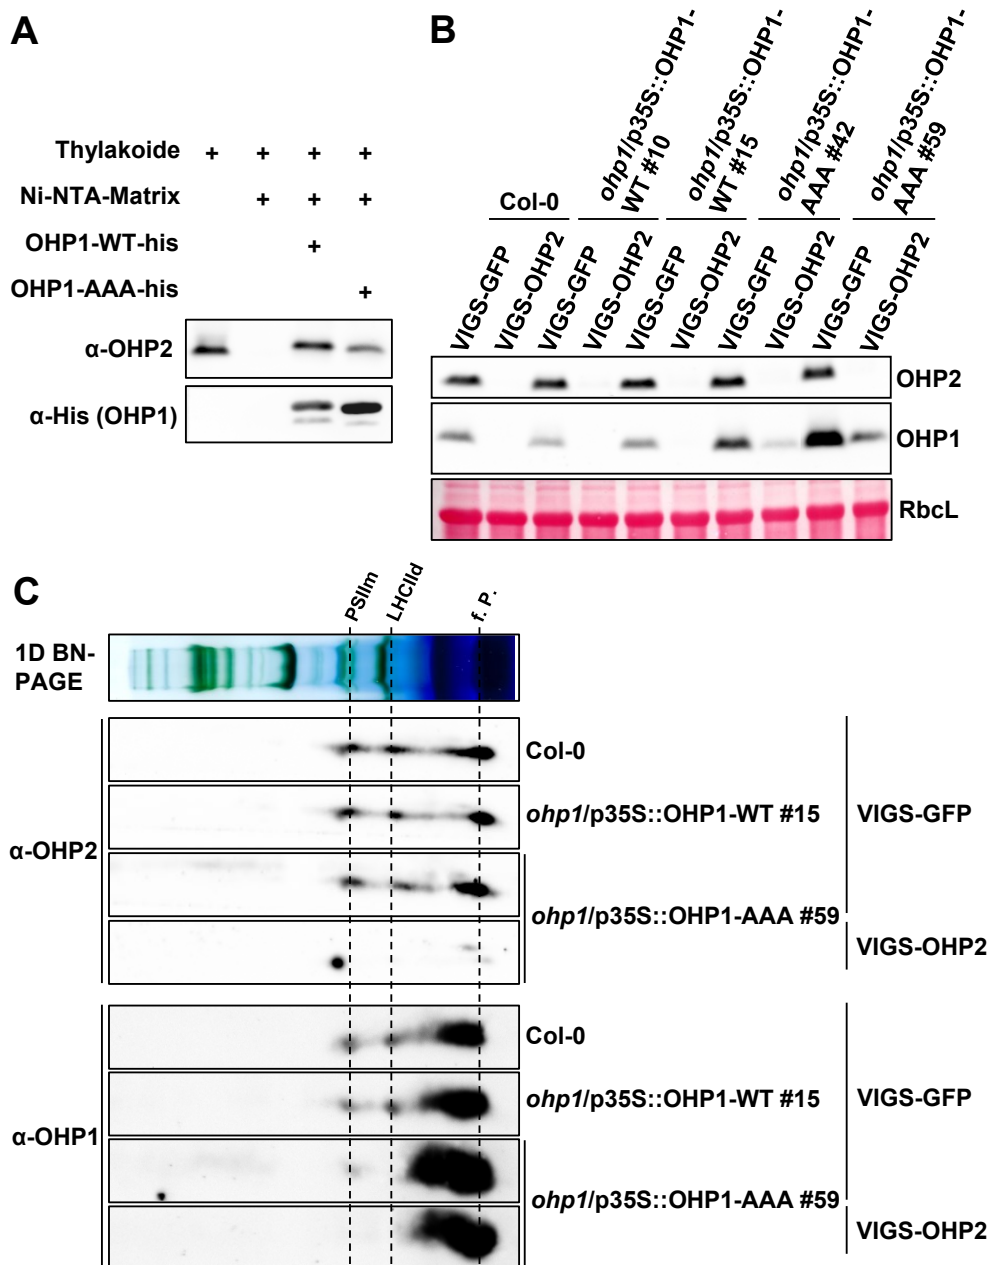 A
Thylakoide + + + +
Ni-NTA-Matrix + + +
OHP1-WT-his +
OHP1-AAA-his +
α-OHP2
α-His (OHP1)
B
Col-0
ohp1/p35S::OHP1-
WT #10
ohp1/p35S::OHP1-
WT #15
ohp1/p35S::OHP1-
AAA #42
ohp1/p35S::OHP1-
AAA #59
VIGS-GFP
VIGS-OHP2
VIGS-GFP
VIGS-OHP2
VIGS-GFP
VIGS-OHP2
VIGS-GFP
VIGS-OHP2
VIGS-GFP
VIGS-OHP2
OHP2
OHP1
RbcL
C
PSIIm
LHCIId
f. P.
1D BN-
PAGE
α-OHP2
Col-0
ohp1/p35S::OHP1-WT #15
ohp1/p35S::OHP1-AAA #59
VIGS-GFP
VIGS-OHP2
α-OHP1
Col-0
ohp1/p35S::OHP1-WT #15
ohp1/p35S::OHP1-AAA #59
VIGS-GFP
VIGS-OHP2